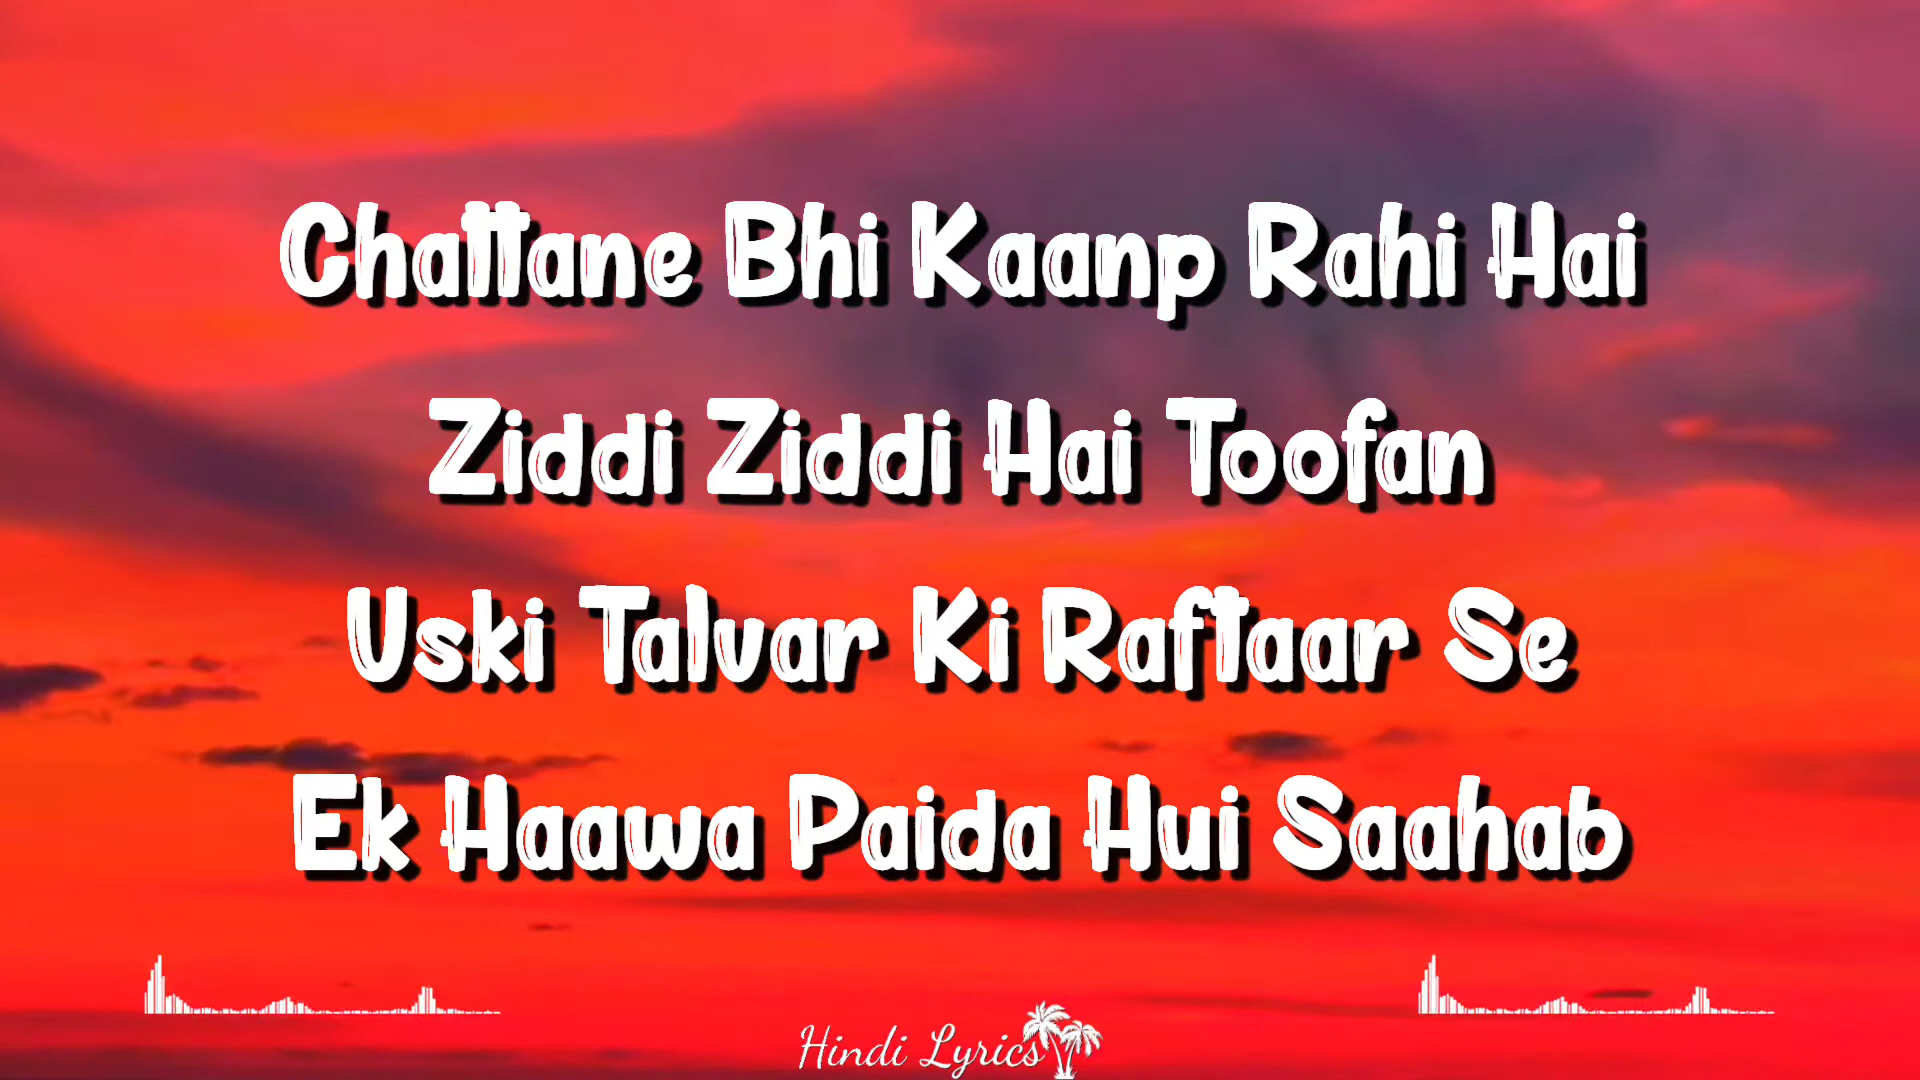 Chattane Bhi Kaanp Rahi Hai
Ziddi Ziddi Hai Toofan
Uski Talvar Ki Raftaar Se
Ek Haawa Paida Hui Saahab
Hindi Lyrics